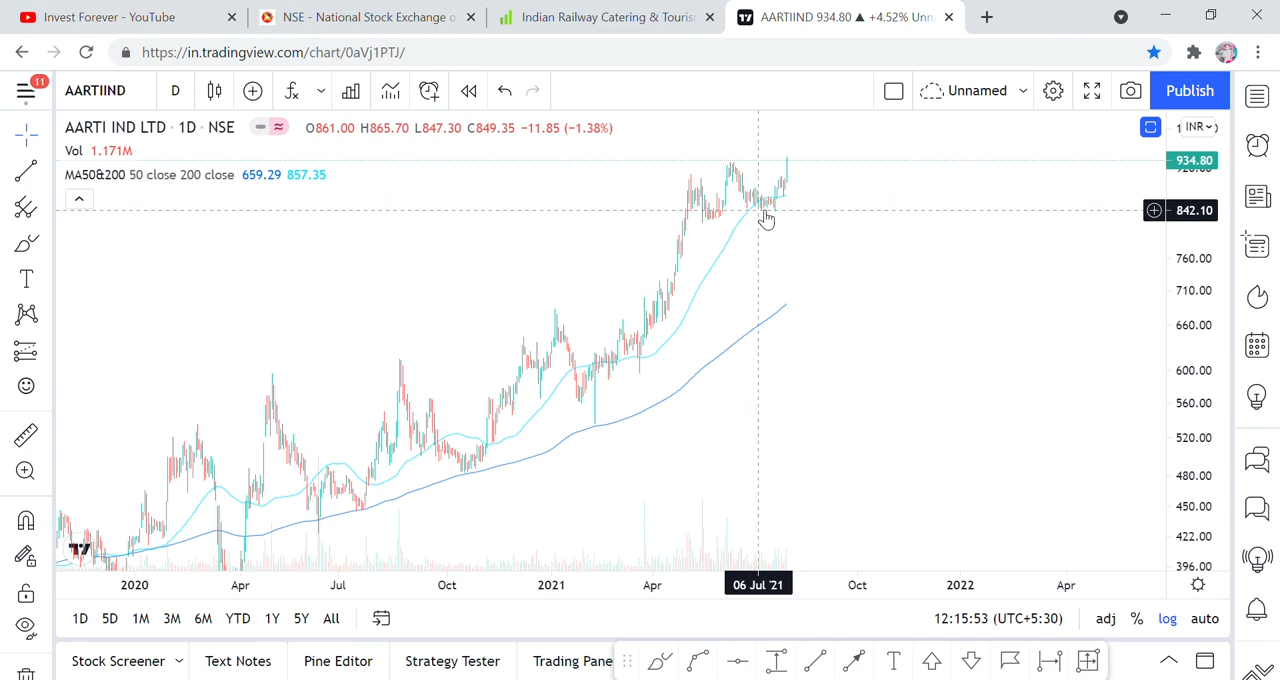 Invest Forever - YouTube
NSE - National Stock Exchange o
Indian Railway Catering & Touris
AARTIIND 934.80 ▲ +4.52% Unn
https://in.tradingview.com/chart/0aVj1PTJ/
11
AARTIIND
D
Unnamed
Publish
AARTI IND LTD · 1D · NSE
O861.00 H865.70 L847.30 C849.35 −11.85 (−1.38%)
INR
Vol 1.171M
934.80
MA50&200 50 close 200 close 659.29 857.35
842.10
760.00
710.00
660.00
600.00
560.00
520.00
480.00
450.00
422.00
396.00
2020
Apr
Jul
Oct
2021
Apr
06 Jul '21
Oct
2022
Apr
1D 5D 1M 3M 6M YTD 1Y 5Y All
12:15:53 (UTC+5:30)
adj % log auto
Stock Screener
Text Notes
Pine Editor
Strategy Tester
Trading Pane